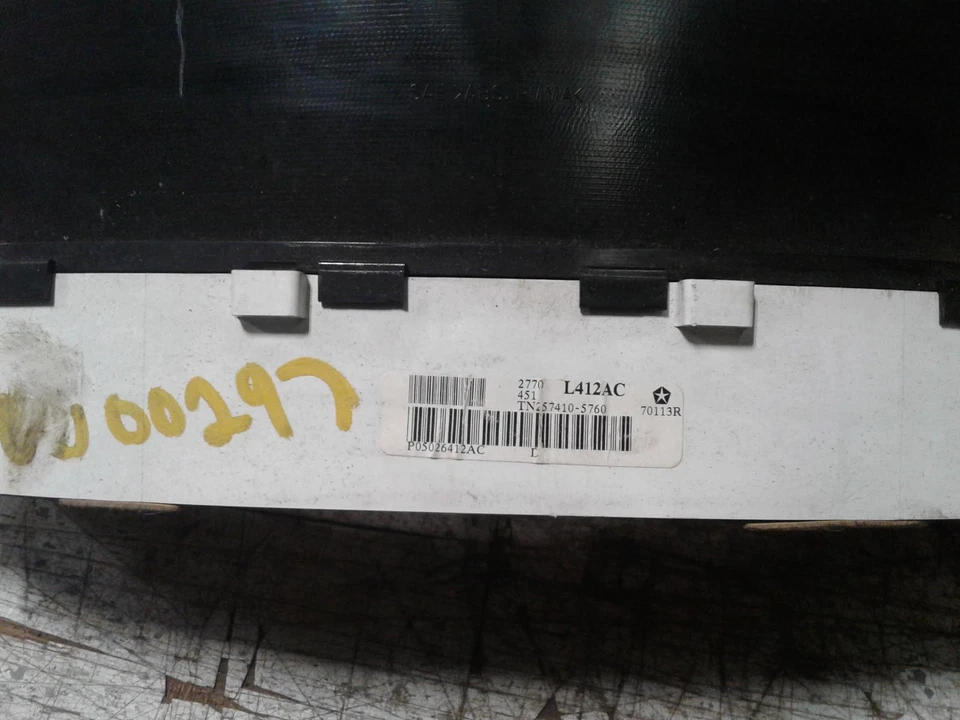 00297
2770 L412AC
451
TN257410-5760 70113R
P05026412AC L